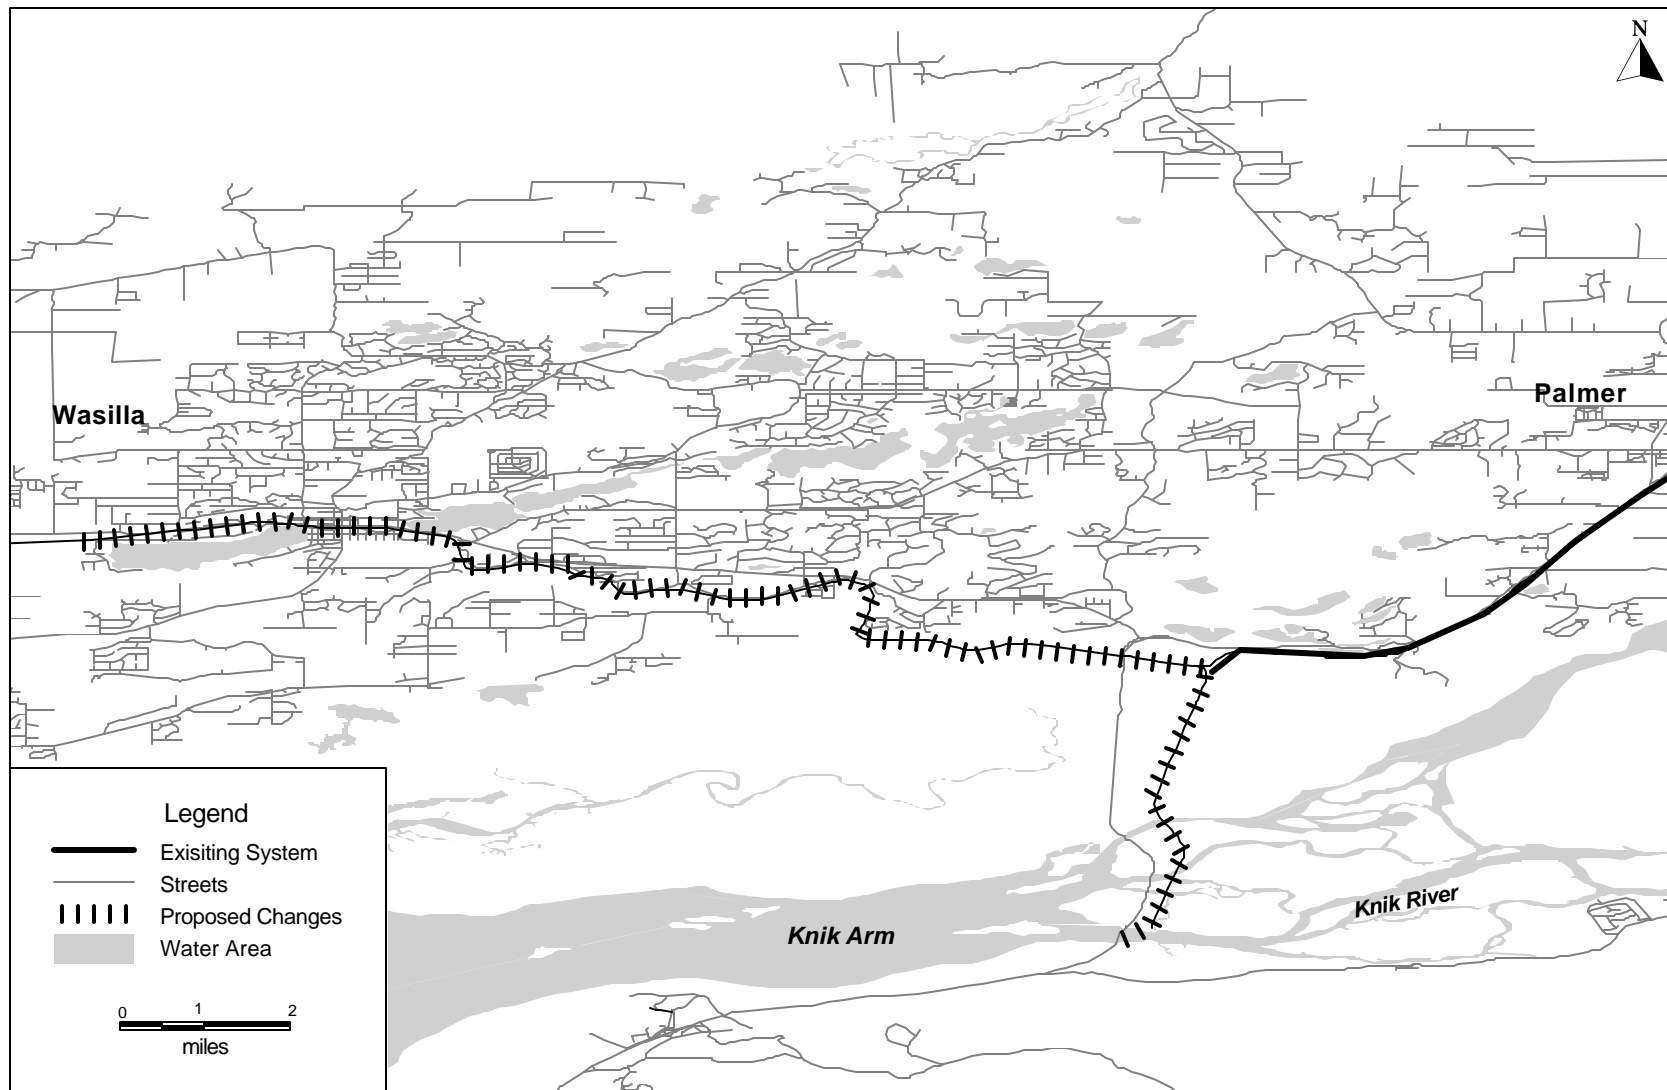 N
Wasilla
Palmer
Legend
Exisiting System
Streets
Proposed Changes
Water Area
0 1 2
miles
Knik Arm
Knik River